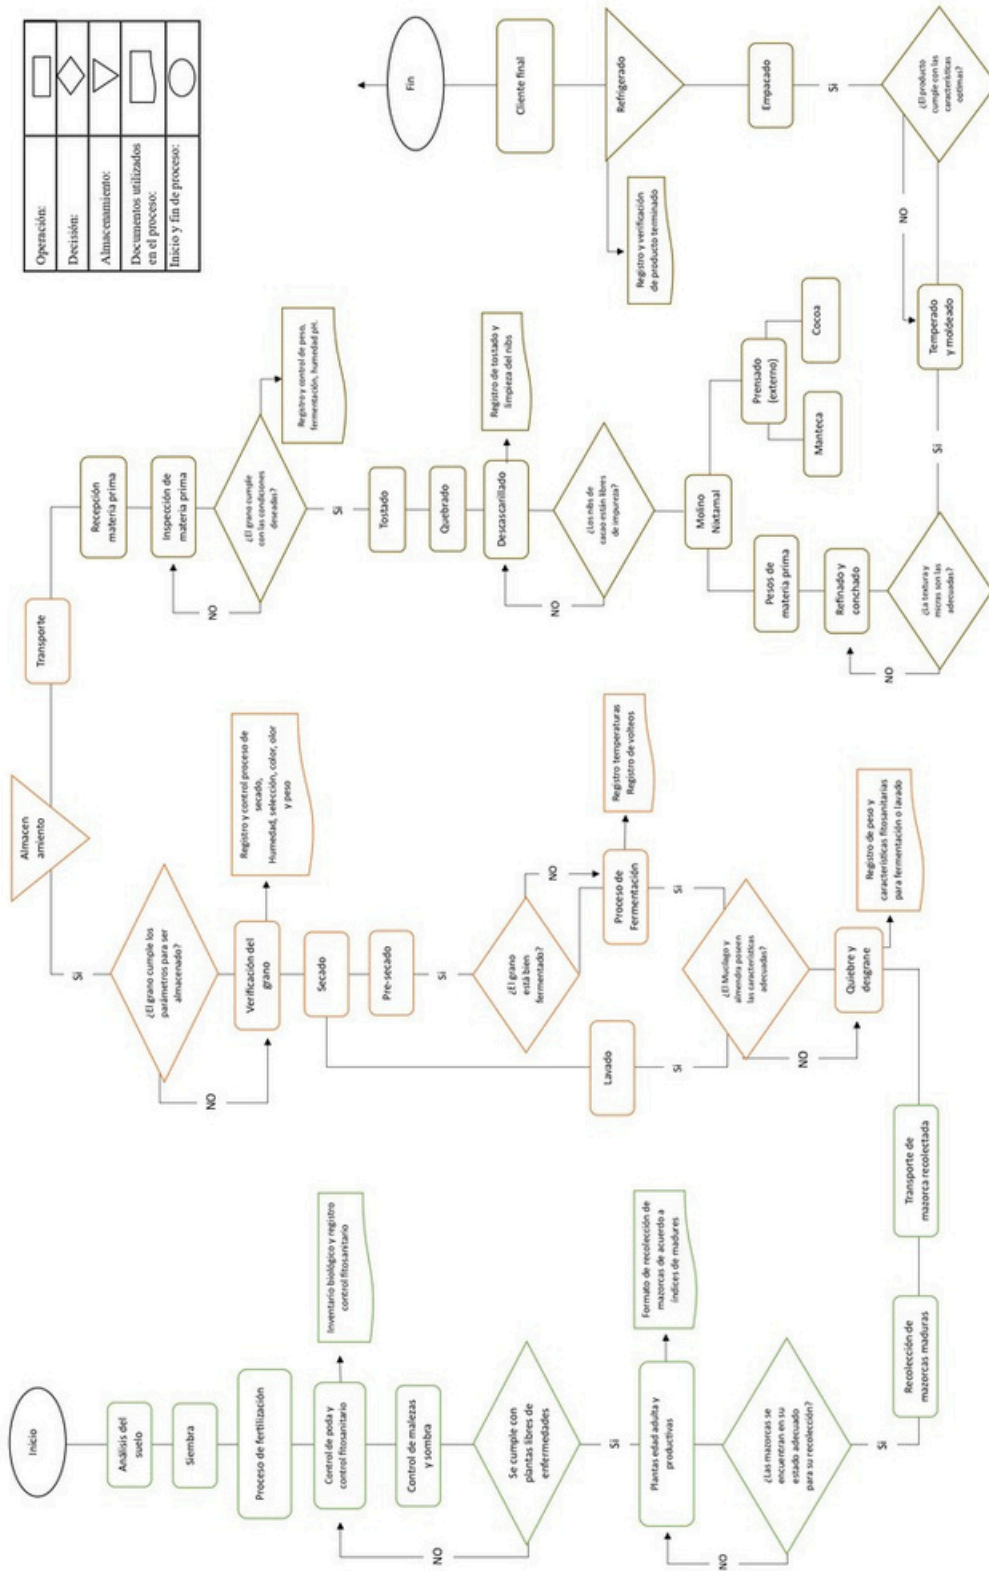 Inicio
Análisis del
suelo
Siembra
Proceso de fertilización
Control de poda y
control fitosanitario
Inventario biológico y registro
control fitosanitario
Control de malezas
y sombra
Se cumple con
plantas libres de
enfermedades
NO
Si
Plantas edad adulta y
productivas
Formato de recolección de
mazorcas de acuerdo a
índices de madures
¿Las mazorcas se
encuentran en su
estado adecuado
para su recolección?
NO
Si
Recolección de
mazorcas maduras
Transporte de
mazorca recolectada
Quiebre y
desgrane
Registro de peso y
características fitosanitarias
para fermentación o lavado
¿El Mucilago y
almendra poseen
las características
adecuadas?
NO
Si
Si
Lavado
Proceso de
Fermentación
Registro temperaturas
Registro de volteos
¿El grano
está bien
fermentado?
NO
Si
Pre-secado
Secado
Verificación del
grano
Registro y control proceso de
secado,
Humedad, selección, color, olor
y peso
¿El grano cumple los
parámetros para ser
almacenado?
NO
Si
Almacen
amiento
Transporte
Recepción
materia prima
Inspección de
materia prima
¿El grano cumple
con las condiciones
deseadas?
Registro y control de peso,
fermentación, humedad pH.
NO
Si
Tostado
Quebrado
Descascarillado
Registro de tostado y
limpieza del nibs
¿Los nibs de
cacao están libres
de impureza?
NO
Molino
Nixtamal
Prensado
(externo)
Manteca
Cocoa
Pesos de
materia prima
Refinado y
conchado
¿La textura y
micras son las
adecuadas?
NO
Si
Temperado
y moldeado
¿El producto
cumple con las
características
optimas?
NO
Si
Empacado
Refrigerado
Registro y verificación
de producto terminado
Cliente final
Fin
Operación:
Decisión:
Almacenamiento:
Documentos utilizados
en el proceso:
Inicio y fin de proceso: